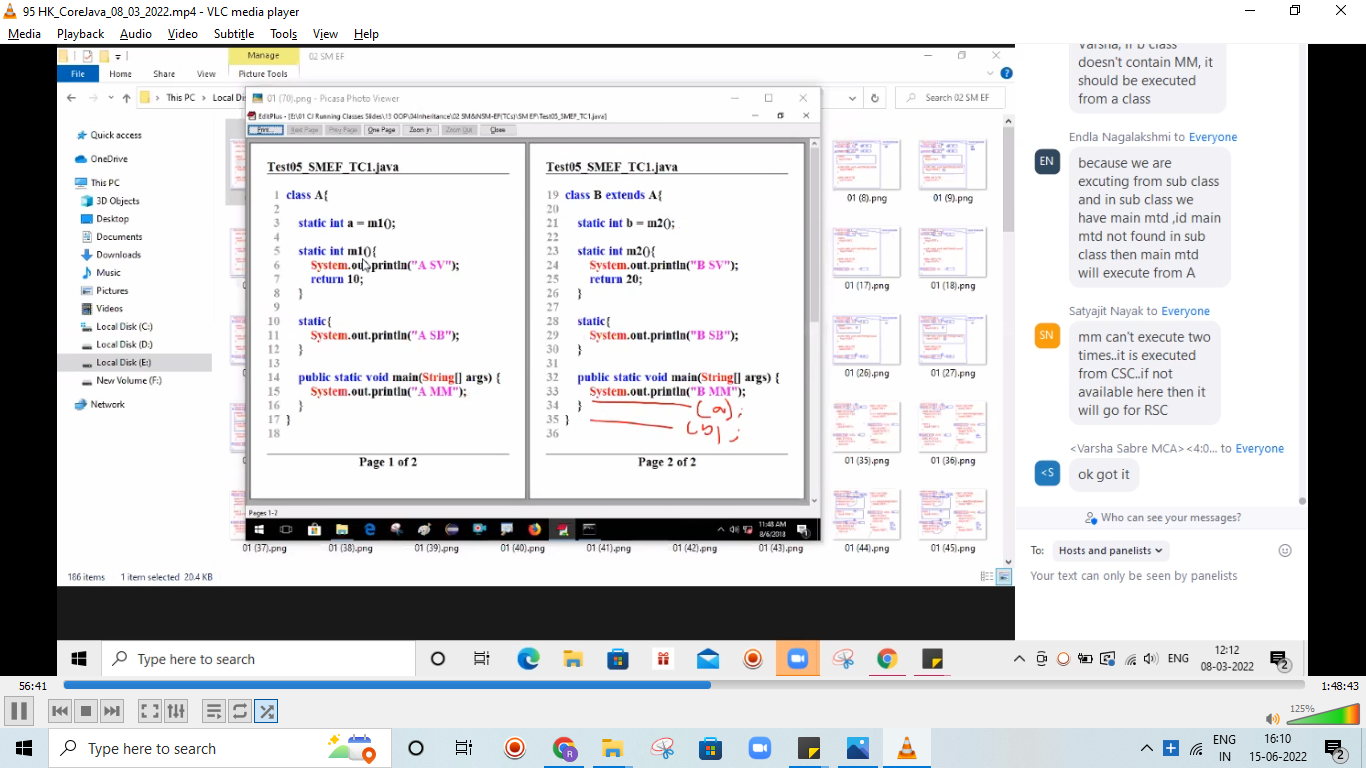 95 HK_CoreJava_08_03_2022.mp4 - VLC media player
Media Playback Audio Video Subtitle Tools View Help
Manage
02 SM EF
File Home Share View Picture Tools
This PC
Search 02 SM EF
Quick access
OneDrive
This PC
3D Objects
Desktop
Documents
Downloads
Music
Pictures
Videos
Local Disk (C:)
Local Disk (D:)
Local Disk (E:)
New Volume (F:)
Network
01 (70).png - Picasa Photo Viewer
EditPlus - [E:\01 CJ Running Classes Slides\13 OOP\04Inheritance\02 SM&NSM-EF(TCs)\SM EF\Test05_SMEF_TC1.java]
Print... Next Page Prev Page One Page Zoom In Zoom Out Close
Test05_SMEF_TC1.java
1 class A{
2
3 static int a = m1();
4
5 static int m1(){
6 System.out.println("A SV");
7 return 10;
8 }
9
10 static{
11 System.out.println("A SB");
12 }
13
14 public static void main(String[] args) {
15 System.out.println("A MM");
16 }
17 }
18
Page 1 of 2
Test05_SMEF_TC1.java
19 class B extends A{
20
21 static int b = m2();
22
23 static int m2(){
24 System.out.println("B SV");
25 return 20;
26 }
27
28 static{
29 System.out.println("B SB");
30 }
31
32 public static void main(String[] args) {
33 System.out.println("B MM");
34 }
(a);
35 }
(b);
36
Page 2 of 2
Pages 1-2
11:48 AM
8/6/2018
01 (8).png 01 (9).png
01 (17).png 01 (18).png
01 (26).png 01 (27).png
01 (35).png 01 (36).png
01 (37).png 01 (38).png 01 (39).png 01 (40).png 01 (41).png 01 (42).png 01 (43).png 01 (44).png 01 (45).png
186 items 1 item selected 20.4 KB
Varsha, if b class
doesn't contain MM, it
should be executed
from a class
Endla Nagalakshmi to Everyone
EN
because we are
excuting from sub class
and in sub class we
have main mtd ,id main
mtd not found in sub
class then main mtd
will execute from A
Satyajit Nayak to Everyone
SN
mm can't execute two
times..it is executed
from CSC..if not
available here then it
will go for RSC
<Varsha Sabre MCA> <4:0... to Everyone
<S
ok got it
Who can see your messages?
To: Hosts and panelists
Your text can only be seen by panelists
Type here to search
ENG
12:12
08-03-2022
2
56:41
1:48:43
125%
Type here to search
ENG
IN
16:10
15-06-2022
2